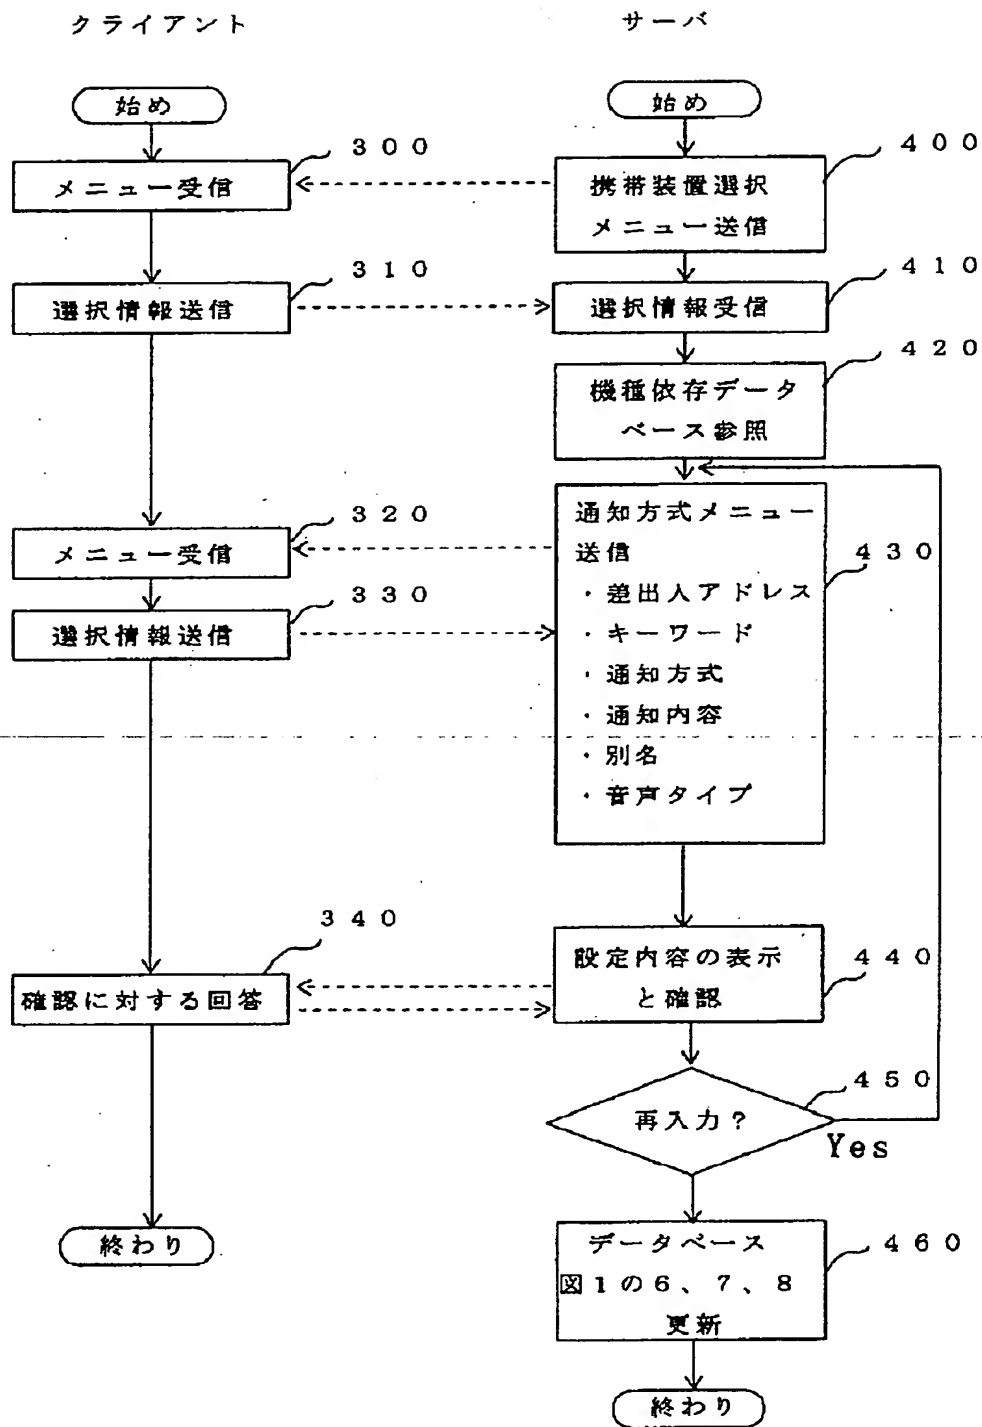 クライアント
サーバ
始め
始め
300
400
メニュー受信
携帯装置選択
メニュー送信
310
410
選択情報送信
選択情報受信
420
機種依存データ
ベース参照
320
メニュー受信
通知方式メニュー
送信
430
・差出人アドレス
・キーワード
・通知方式
・通知内容
・別名
・音声タイプ
330
選択情報送信
340
確認に対する回答
設定内容の表示
と確認
440
450
再入力?
Yes
終わり
データベース
図1の6、7、8
更新
460
終わり